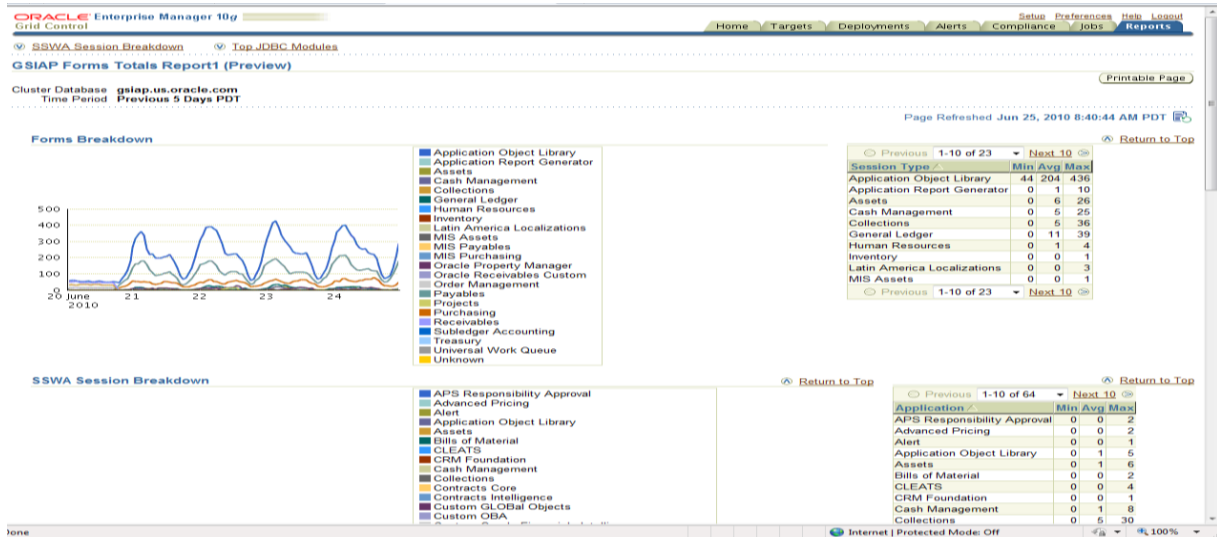 ORACLE Enterprise Manager 10g
Grid Control
Setup Preferences Help Logout
Home Targets Deployments Alerts Compliance Jobs Reports
SSWA Session Breakdown Top JDBC Modules
GSIAP Forms Totals Report1 (Preview)
Printable Page
Cluster Database gsiap.us.oracle.com
Time Period Previous 5 Days PDT
Page Refreshed Jun 25, 2010 8:40:44 AM PDT
Forms Breakdown
Return to Top
500
400
300
200
100
0
20 June 2010 21 22 23 24
Application Object Library
Application Report Generator
Assets
Cash Management
Collections
General Ledger
Human Resources
Inventory
Latin America Localizations
MIS Assets
MIS Payables
MIS Purchasing
Oracle Property Manager
Oracle Receivables Custom
Order Management
Payables
Projects
Purchasing
Receivables
Subledger Accounting
Treasury
Universal Work Queue
Unknown
Previous 1-10 of 23 Next 10
Session Type Min Avg Max
Application Object Library 44 204 436
Application Report Generator 0 1 10
Assets 0 6 26
Cash Management 0 5 25
Collections 0 5 36
General Ledger 0 11 39
Human Resources 0 1 4
Inventory 0 0 1
Latin America Localizations 0 0 3
MIS Assets 0 0 1
Previous 1-10 of 23 Next 10
SSWA Session Breakdown
Return to Top
Return to Top
APS Responsibility Approval
Advanced Pricing
Alert
Application Object Library
Assets
Bills of Material
CLEATS
CRM Foundation
Cash Management
Collections
Contracts Core
Contracts Intelligence
Custom GLOBal Objects
Custom OBA
Previous 1-10 of 64 Next 10
Application Min Avg Max
APS Responsibility Approval 0 0 2
Advanced Pricing 0 0 2
Alert 0 0 1
Application Object Library 0 1 5
Assets 0 1 6
Bills of Material 0 0 2
CLEATS 0 0 4
CRM Foundation 0 0 1
Cash Management 0 1 8
Collections 0 5 30
Done
Internet | Protected Mode: Off
100%